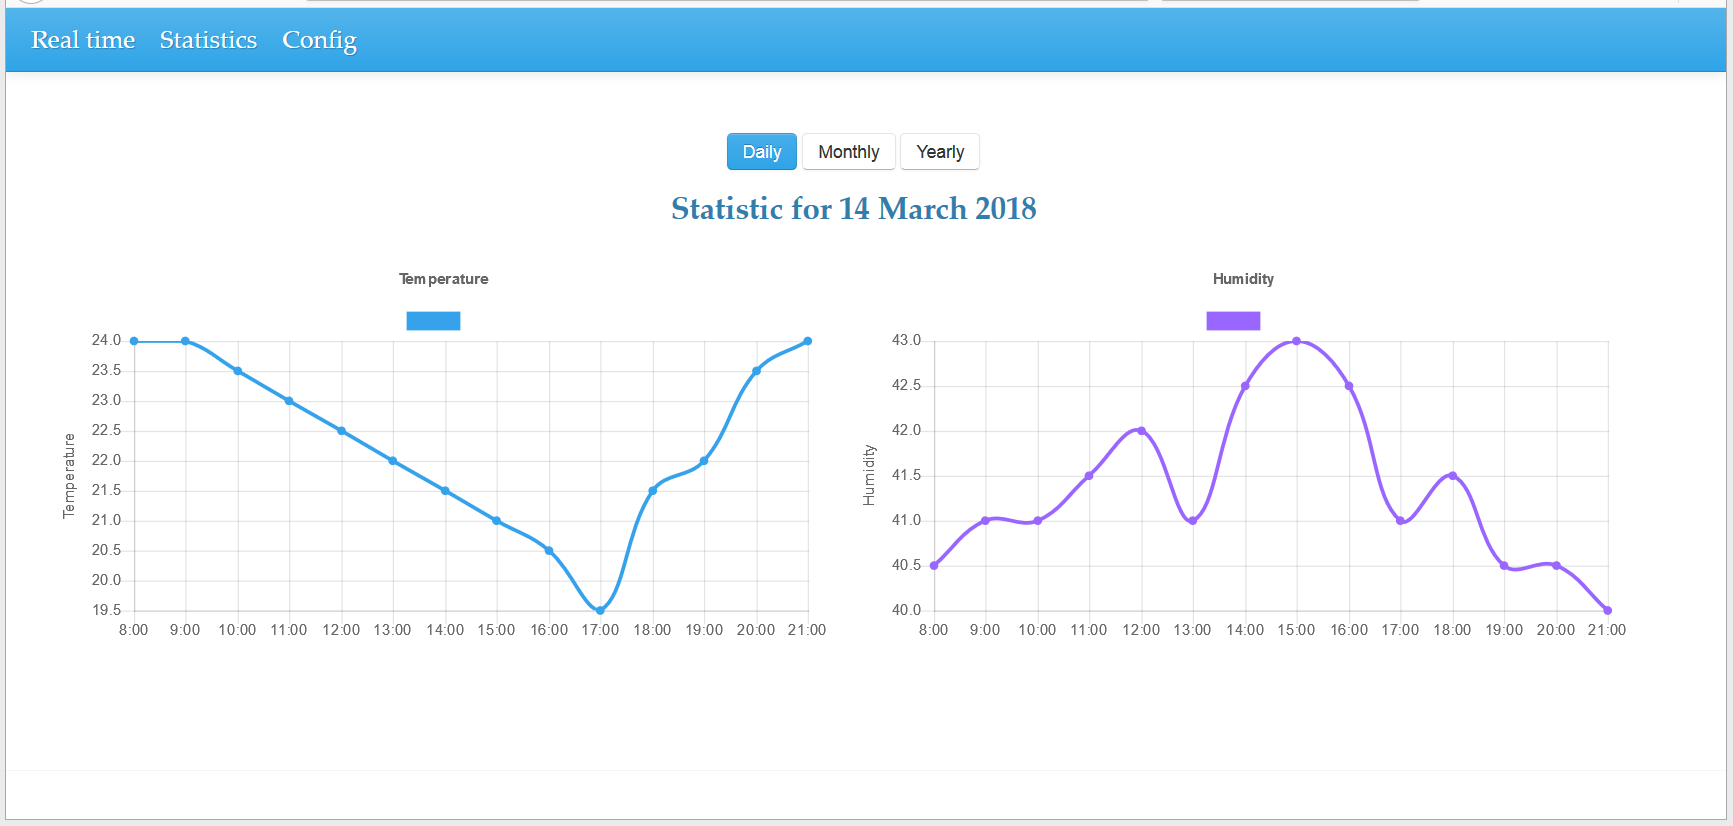 Real time Statistics Config
Daily Monthly Yearly
Statistic for 14 March 2018
Temperature
24.0
23.5
23.0
22.5
22.0
21.5
21.0
20.5
20.0
19.5
Temperature
8:00 9:00 10:00 11:00 12:00 13:00 14:00 15:00 16:00 17:00 18:00 19:00 20:00 21:00
Humidity
43.0
42.5
42.0
41.5
41.0
40.5
40.0
Humidity
8:00 9:00 10:00 11:00 12:00 13:00 14:00 15:00 16:00 17:00 18:00 19:00 20:00 21:00